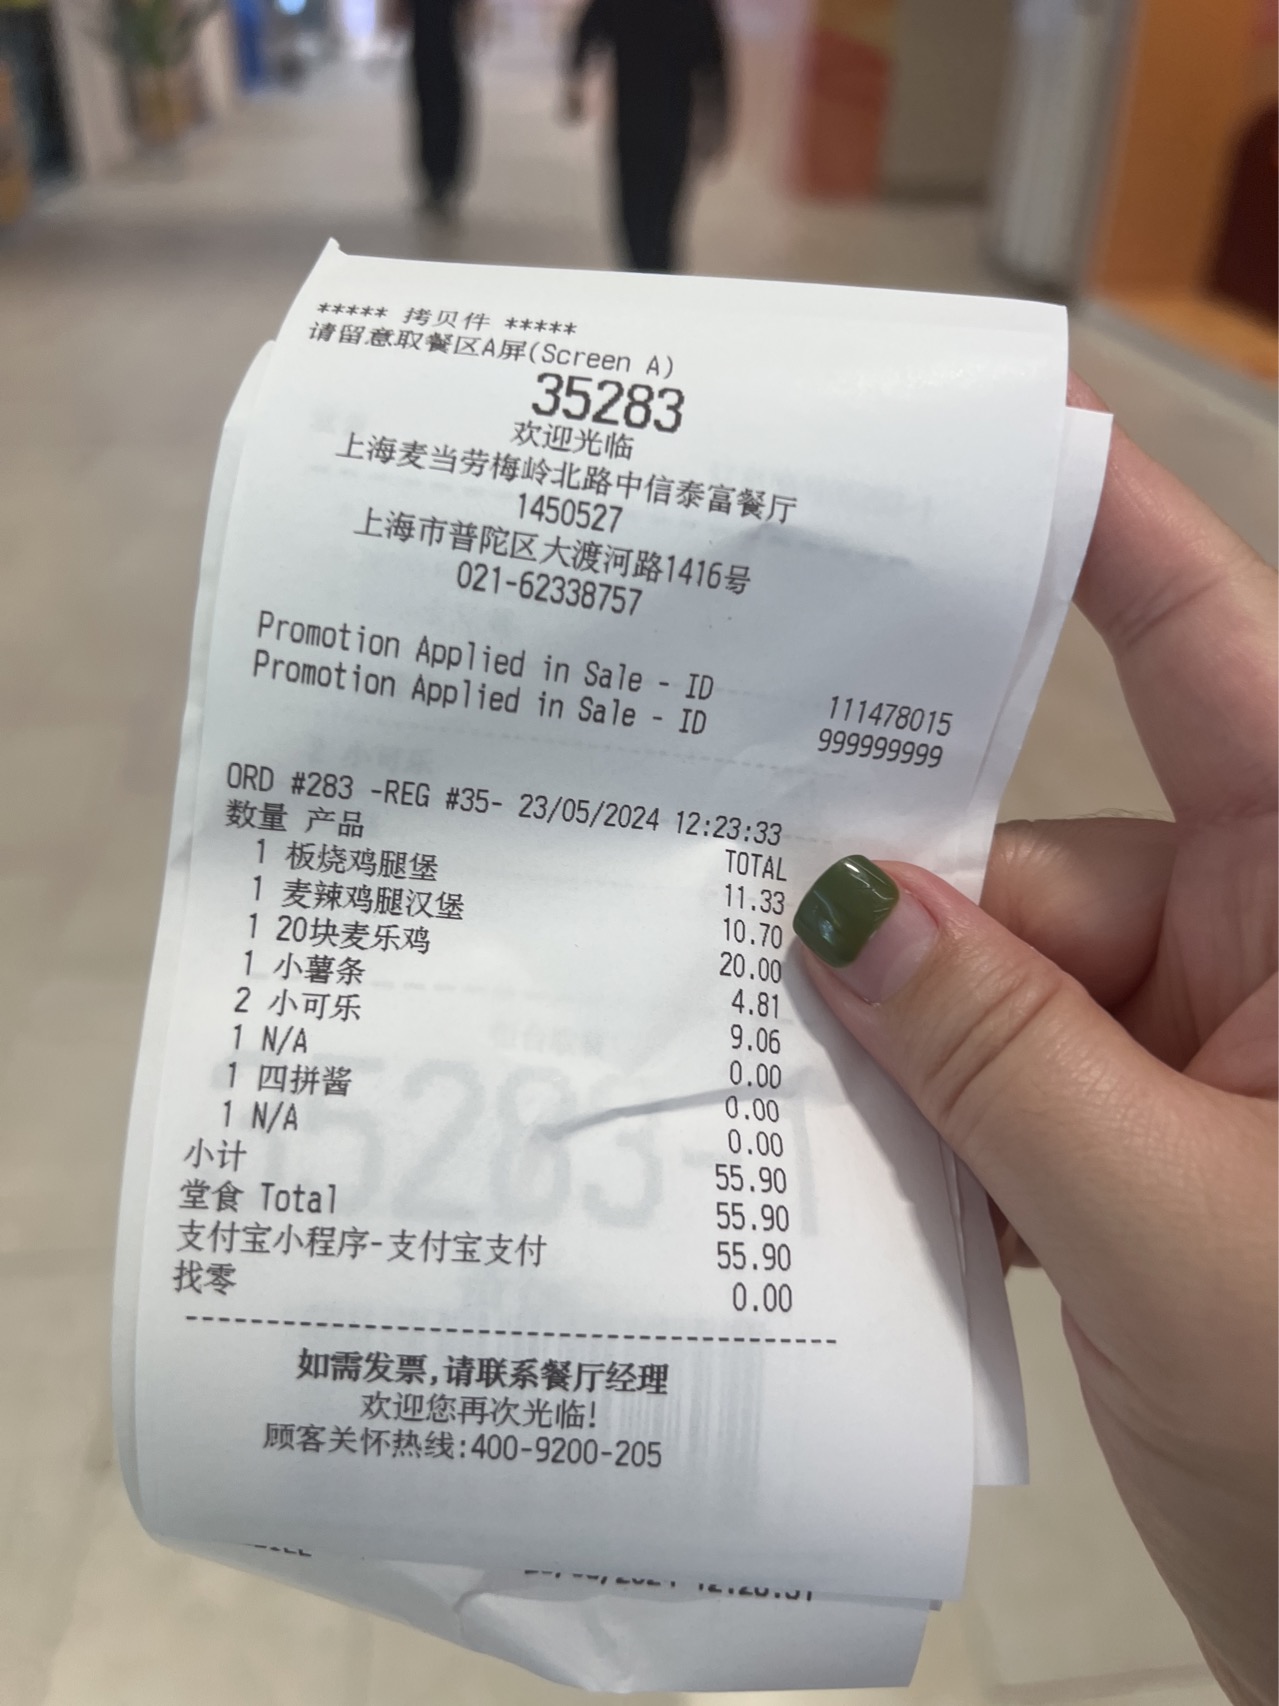 ***** 拷贝件 *****
请留意取餐区A屏(Screen A)
35283
欢迎光临
上海麦当劳梅岭北路中信泰富餐厅
1450527
上海市普陀区大渡河路1416号
021-62338757
Promotion Applied in Sale - ID 111478015
Promotion Applied in Sale - ID 999999999
ORD #283 -REG #35- 23/05/2024 12:23:33
数量 产品 TOTAL
1 板烧鸡腿堡 11.33
1 麦辣鸡腿汉堡 10.70
1 20块麦乐鸡 20.00
1 小薯条 4.81
2 小可乐 9.06
1 N/A 0.00
1 四拼酱 0.00
1 N/A 0.00
小计 55.90
堂食 Total 55.90
支付宝小程序-支付宝支付 55.90
找零 0.00
如需发票,请联系餐厅经理
欢迎您再次光临!
顾客关怀热线:400-9200-205